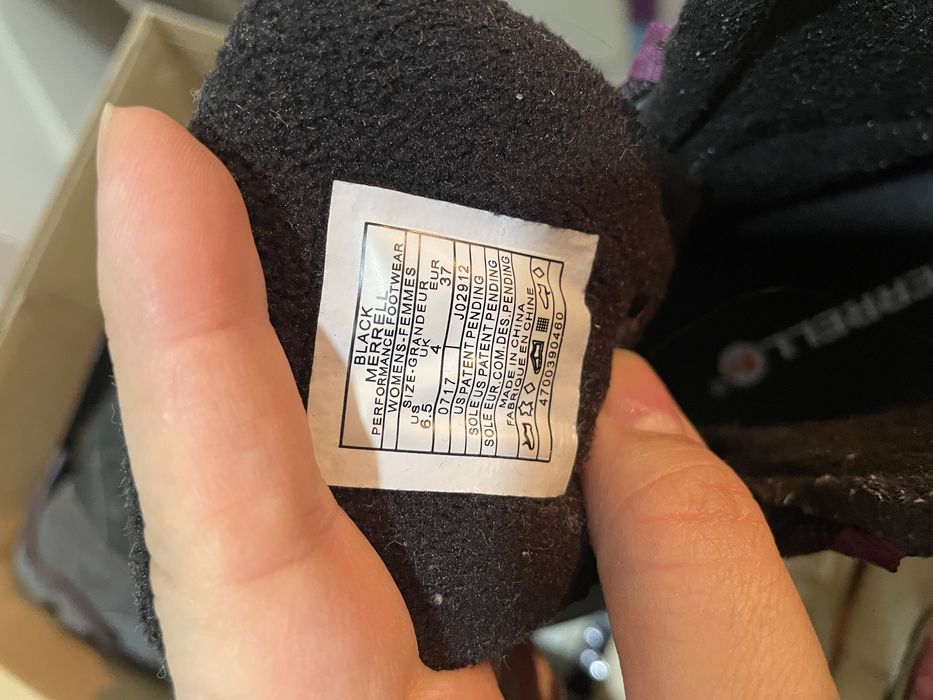 BLACK
MERRELL
PERFORMANCE FOOTWEAR
WOMENS-FEMMES
SIZE-GRANDEUR
US UK EUR
6.5 4 37
0717 J02912
US PATENT PENDING
SOLE US PATENT PENDING
SOLE EUR.COM.DES.PENDING
MADE IN CHINA
FABRIQUE EN CHINE
4700390460
ERRELL